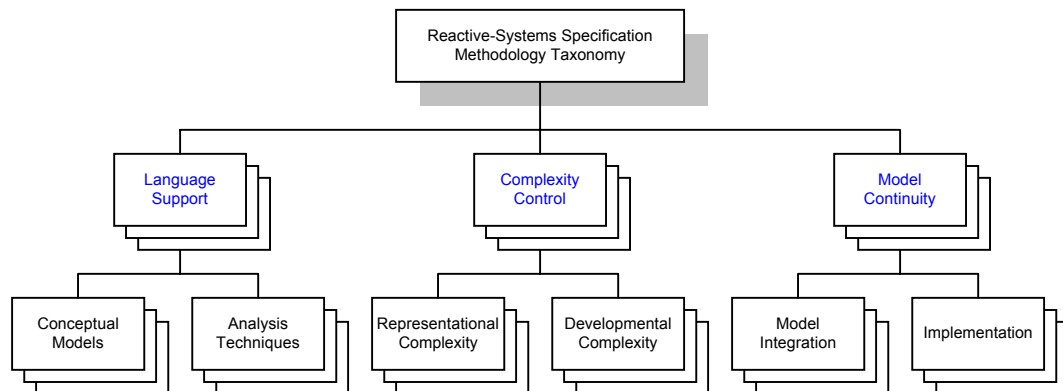 Reactive-Systems Specification
Methodology Taxonomy
Language
Support
Complexity
Control
Model
Continuity
Conceptual
Models
Analysis
Techniques
Representational
Complexity
Developmental
Complexity
Model
Integration
Implementation